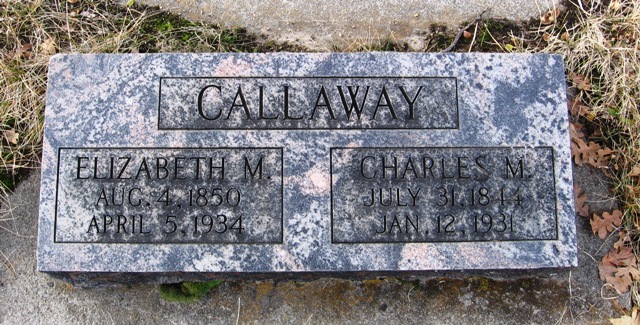 CALLAWAY
ELIZABETH M.
AUG. 4, 1850
APRIL 5, 1934
CHARLES M.
JULY 31, 1844
JAN. 12, 1931